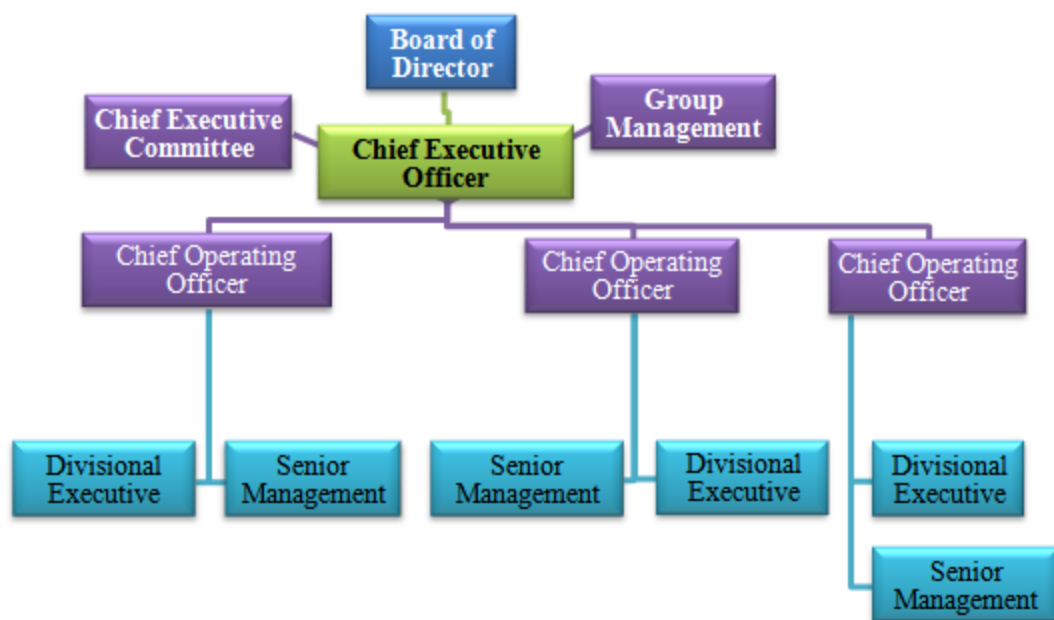 Board of
Director
Chief Executive
Committee
Group
Management
Chief Executive
Officer
Chief Operating
Officer
Chief Operating
Officer
Chief Operating
Officer
Divisional
Executive
Senior
Management
Senior
Management
Divisional
Executive
Divisional
Executive
Senior
Management